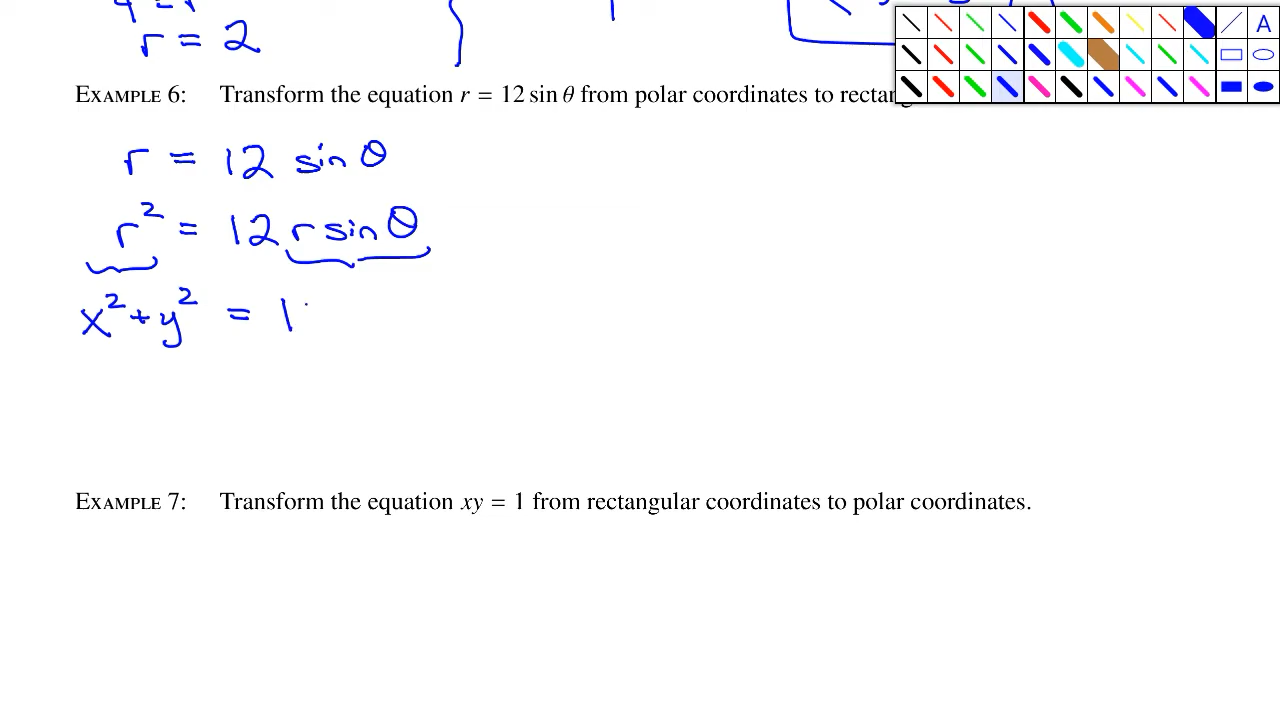 r = 2
EXAMPLE 6: Transform the equation r = 12 sin θ from polar coordinates to
A
r = 12 sin θ
r² = 12 r sin θ
x² + y² = 1
EXAMPLE 7: Transform the equation xy = 1 from rectangular coordinates to polar coordinates.